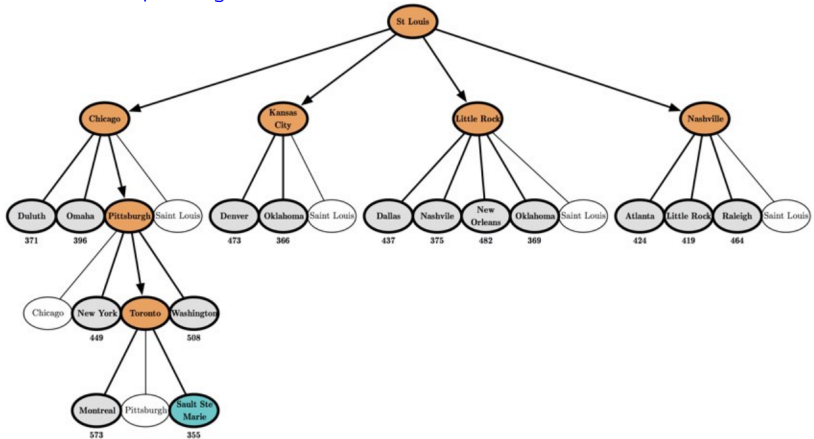 St Louis
Chicago
Kansas
City
Little Rock
Nashville
Duluth
Omaha
Pittsburgh
Saint Louis
Denver
Oklahoma
Saint Louis
Dallas
Nashvile
New
Orleans
Oklahoma
Saint Louis
Atlanta
Little Rock
Raleigh
Saint Louis
371
396
473
366
437
375
482
369
424
419
464
Chicago
New York
Toronto
Washington
449
508
Montreal
Pittsburgh
Sault Ste
Marie
573
355